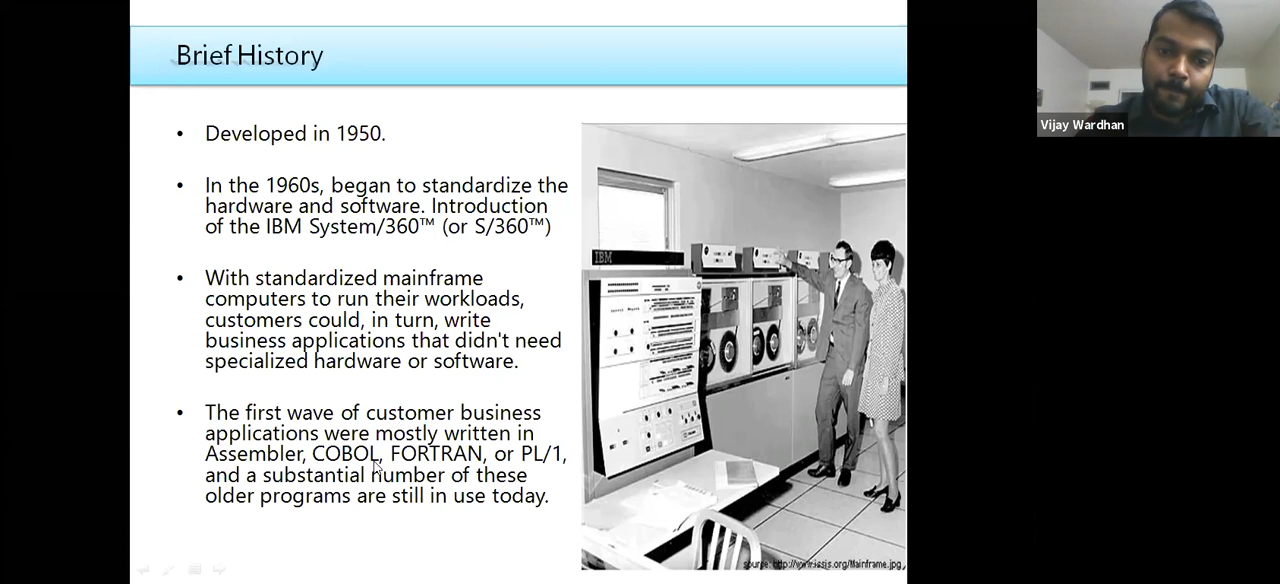 Brief History
• Developed in 1950.
• In the 1960s, began to standardize the
hardware and software. Introduction
of the IBM System/360™ (or S/360™)
• With standardized mainframe
computers to run their workloads,
customers could, in turn, write
business applications that didn't need
specialized hardware or software.
• The first wave of customer business
applications were mostly written in
Assembler, COBOL, FORTRAN, or PL/1,
and a substantial number of these
older programs are still in use today.
IBM
source: http://www.issis.org/Mainframe.jpg
Vijay Wardhan